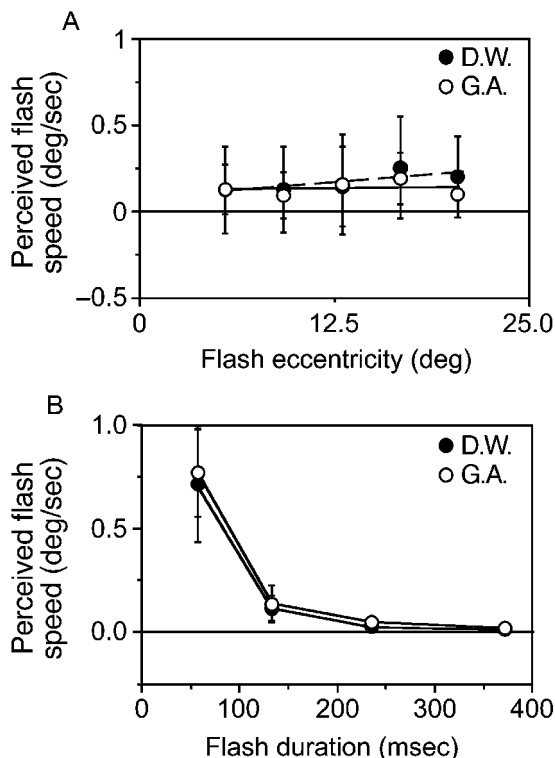 A
Perceived flash
speed (deg/sec)
1
0.5
0
–0.5
D.W.
G.A.
0
12.5
25.0
Flash eccentricity (deg)
B
Perceived flash
speed (deg/sec)
1.0
0.5
0.0
D.W.
G.A.
0
100
200
300
400
Flash duration (msec)